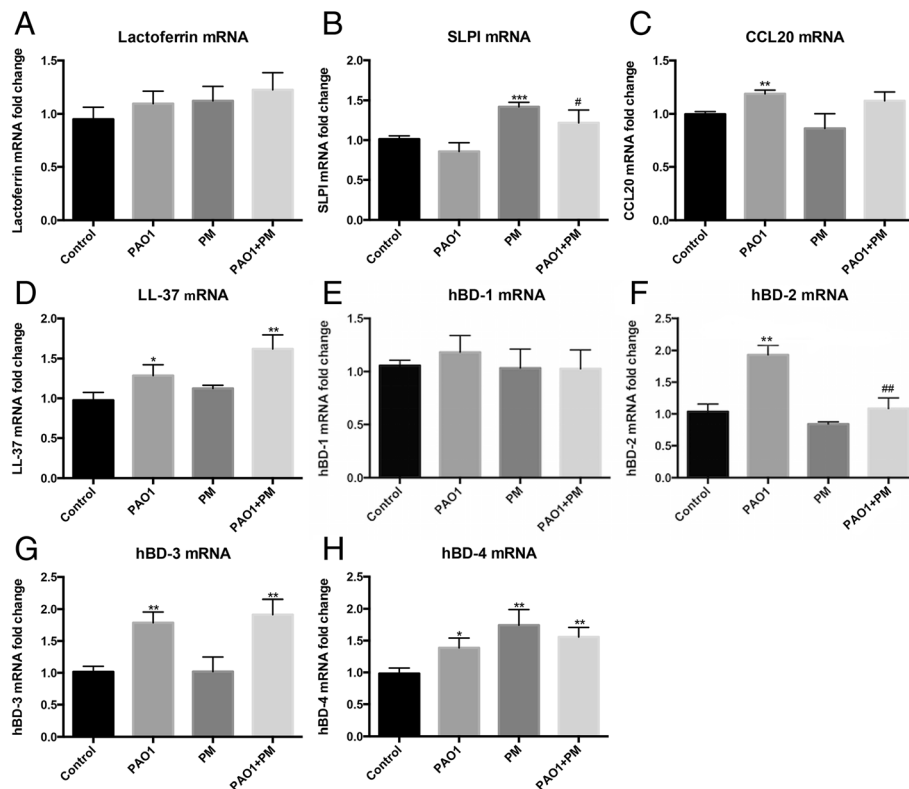 A
Lactoferrin mRNA
Lactoferrin mRNA fold change
1.5
1.0
0.5
0.0
Control
PAO1
PM
PAO1+PM
B
SLPI mRNA
SLPI mRNA fold change
2.0
1.5
1.0
0.5
0.0
***
#
Control
PAO1
PM
PAO1+PM
C
CCL20 mRNA
CCL20 mRNA fold change
1.5
1.0
0.5
0.0
**
Control
PAO1
PM
PAO1+PM
D
LL-37 mRNA
LL-37 mRNA fold change
2.0
1.5
1.0
0.5
0.0
*
**
Control
PAO1
PM
PAO1+PM
E
hBD-1 mRNA
hBD-1 mRNA fold change
1.5
1.0
0.5
0.0
Control
PAO1
PM
PAO1+PM
F
hBD-2 mRNA
hBD-2 mRNA fold change
2.5
2.0
1.5
1.0
0.5
0.0
**
##
Control
PAO1
PM
PAO1+PM
G
hBD-3 mRNA
hBD-3 mRNA fold change
2.5
2.0
1.5
1.0
0.5
0.0
**
**
Control
PAO1
PM
PAO1+PM
H
hBD-4 mRNA
hBD-4 mRNA fold change
2.5
2.0
1.5
1.0
0.5
0.0
*
**
**
Control
PAO1
PM
PAO1+PM